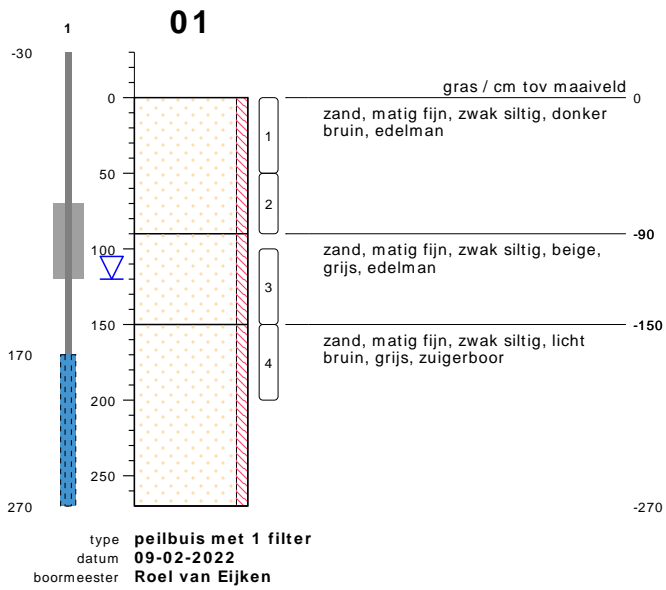 01
1
-30
gras / cm tov maaiveld
0
0
zand, matig fijn, zwak siltig, donker
bruin, edelman
1
50
2
-90
100
zand, matig fijn, zwak siltig, beige,
grijs, edelman
3
150
-150
zand, matig fijn, zwak siltig, licht
bruin, grijs, zuigerboor
170
4
200
250
270
-270
type peilbuis met 1 filter
datum 09-02-2022
boormeester Roel van Eijken